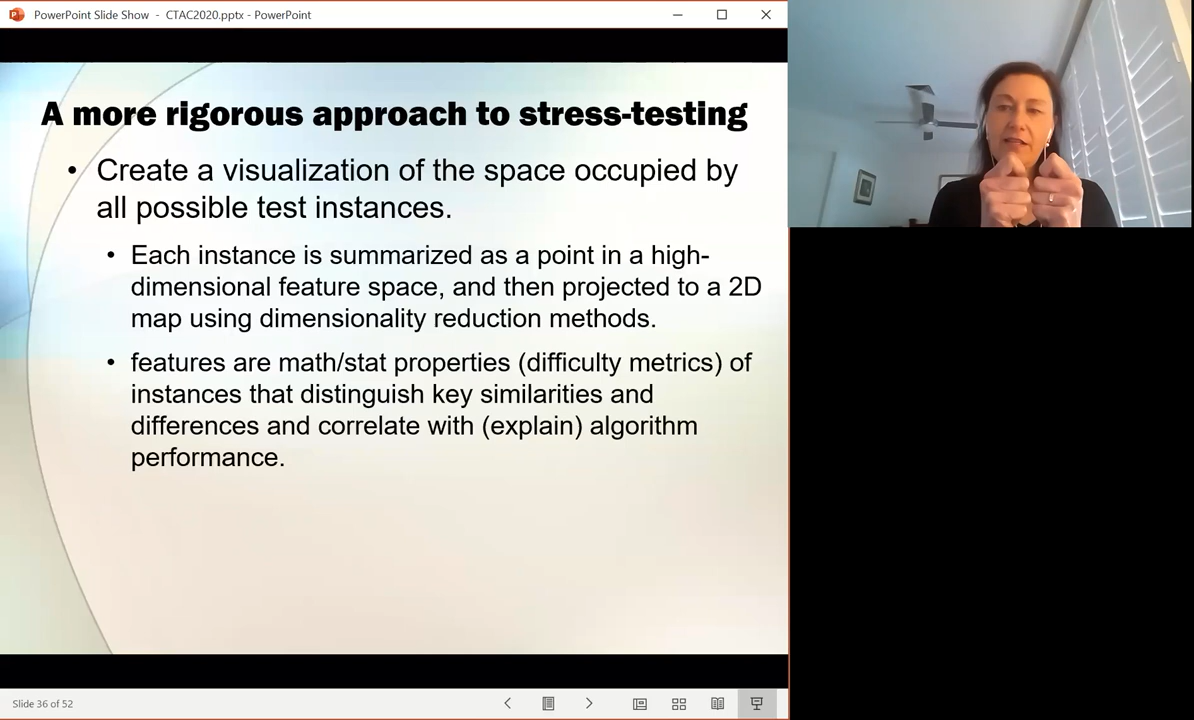 PowerPoint Slide Show - CTAC2020.pptx - PowerPoint
A more rigorous approach to stress-testing
• Create a visualization of the space occupied by
all possible test instances.
• Each instance is summarized as a point in a high-
dimensional feature space, and then projected to a 2D
map using dimensionality reduction methods.
• features are math/stat properties (difficulty metrics) of
instances that distinguish key similarities and
differences and correlate with (explain) algorithm
performance.
Slide 36 of 52